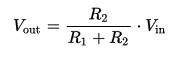 V_out = R_2 / (R_1 + R_2) · V_in